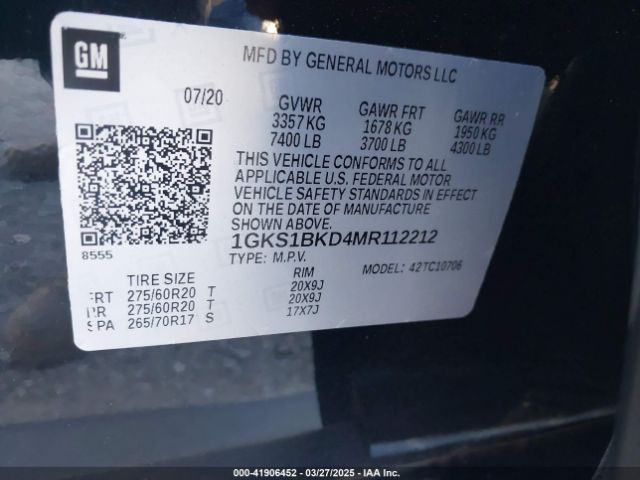 GM
MFD BY GENERAL MOTORS LLC
07/20 GVWR GAWR FRT GAWR RR
3357 KG 1678 KG 1950 KG
7400 LB 3700 LB 4300 LB
THIS VEHICLE CONFORMS TO ALL
APPLICABLE U.S. FEDERAL MOTOR
VEHICLE SAFETY STANDARDS IN EFFECT
ON THE DATE OF MANUFACTURE
SHOWN ABOVE.
1GKS1BKD4MR112212
8555 TYPE: M.P.V. MODEL: 42TC10706
TIRE SIZE RIM
FRT 275/60R20 T 20X9J
RR 275/60R20 T 20X9J
SPA 265/70R17 S 17X7J
000-41906452 — 03/27/2025 — IAA Inc.